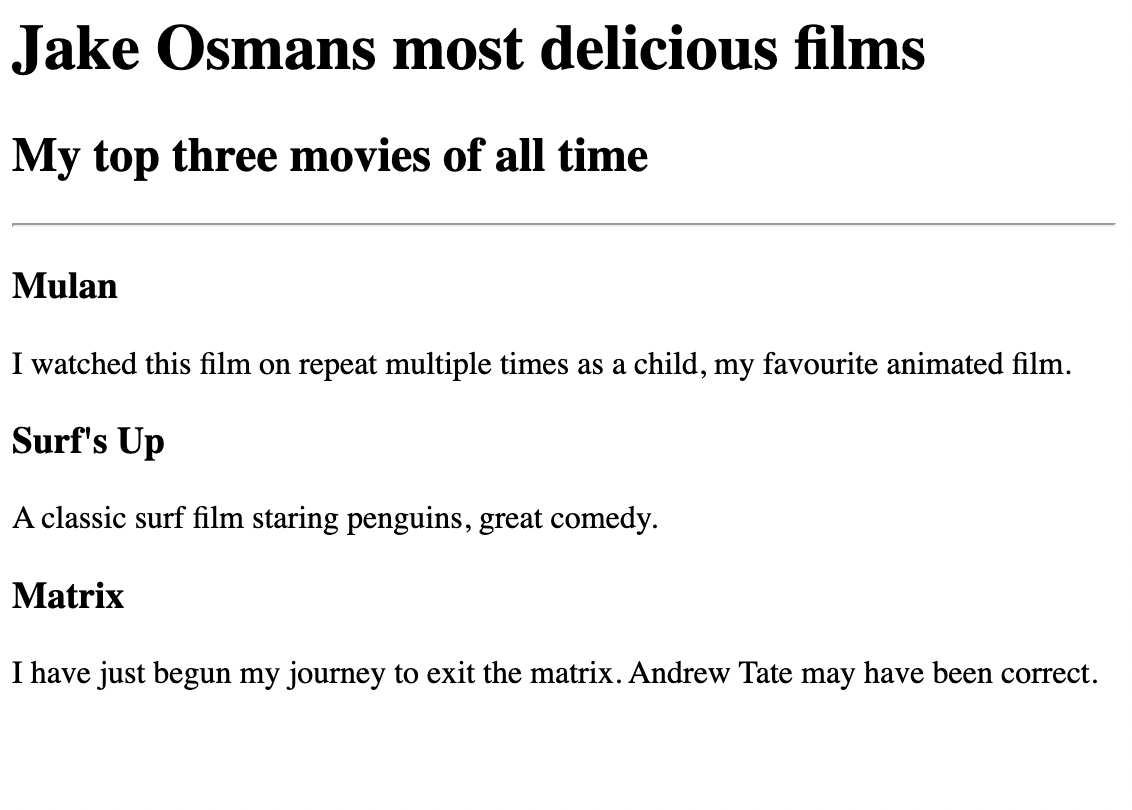 Jake Osmans most delicious films
My top three movies of all time
Mulan
I watched this film on repeat multiple times as a child, my favourite animated film.
Surf's Up
A classic surf film staring penguins, great comedy.
Matrix
I have just begun my journey to exit the matrix. Andrew Tate may have been correct.